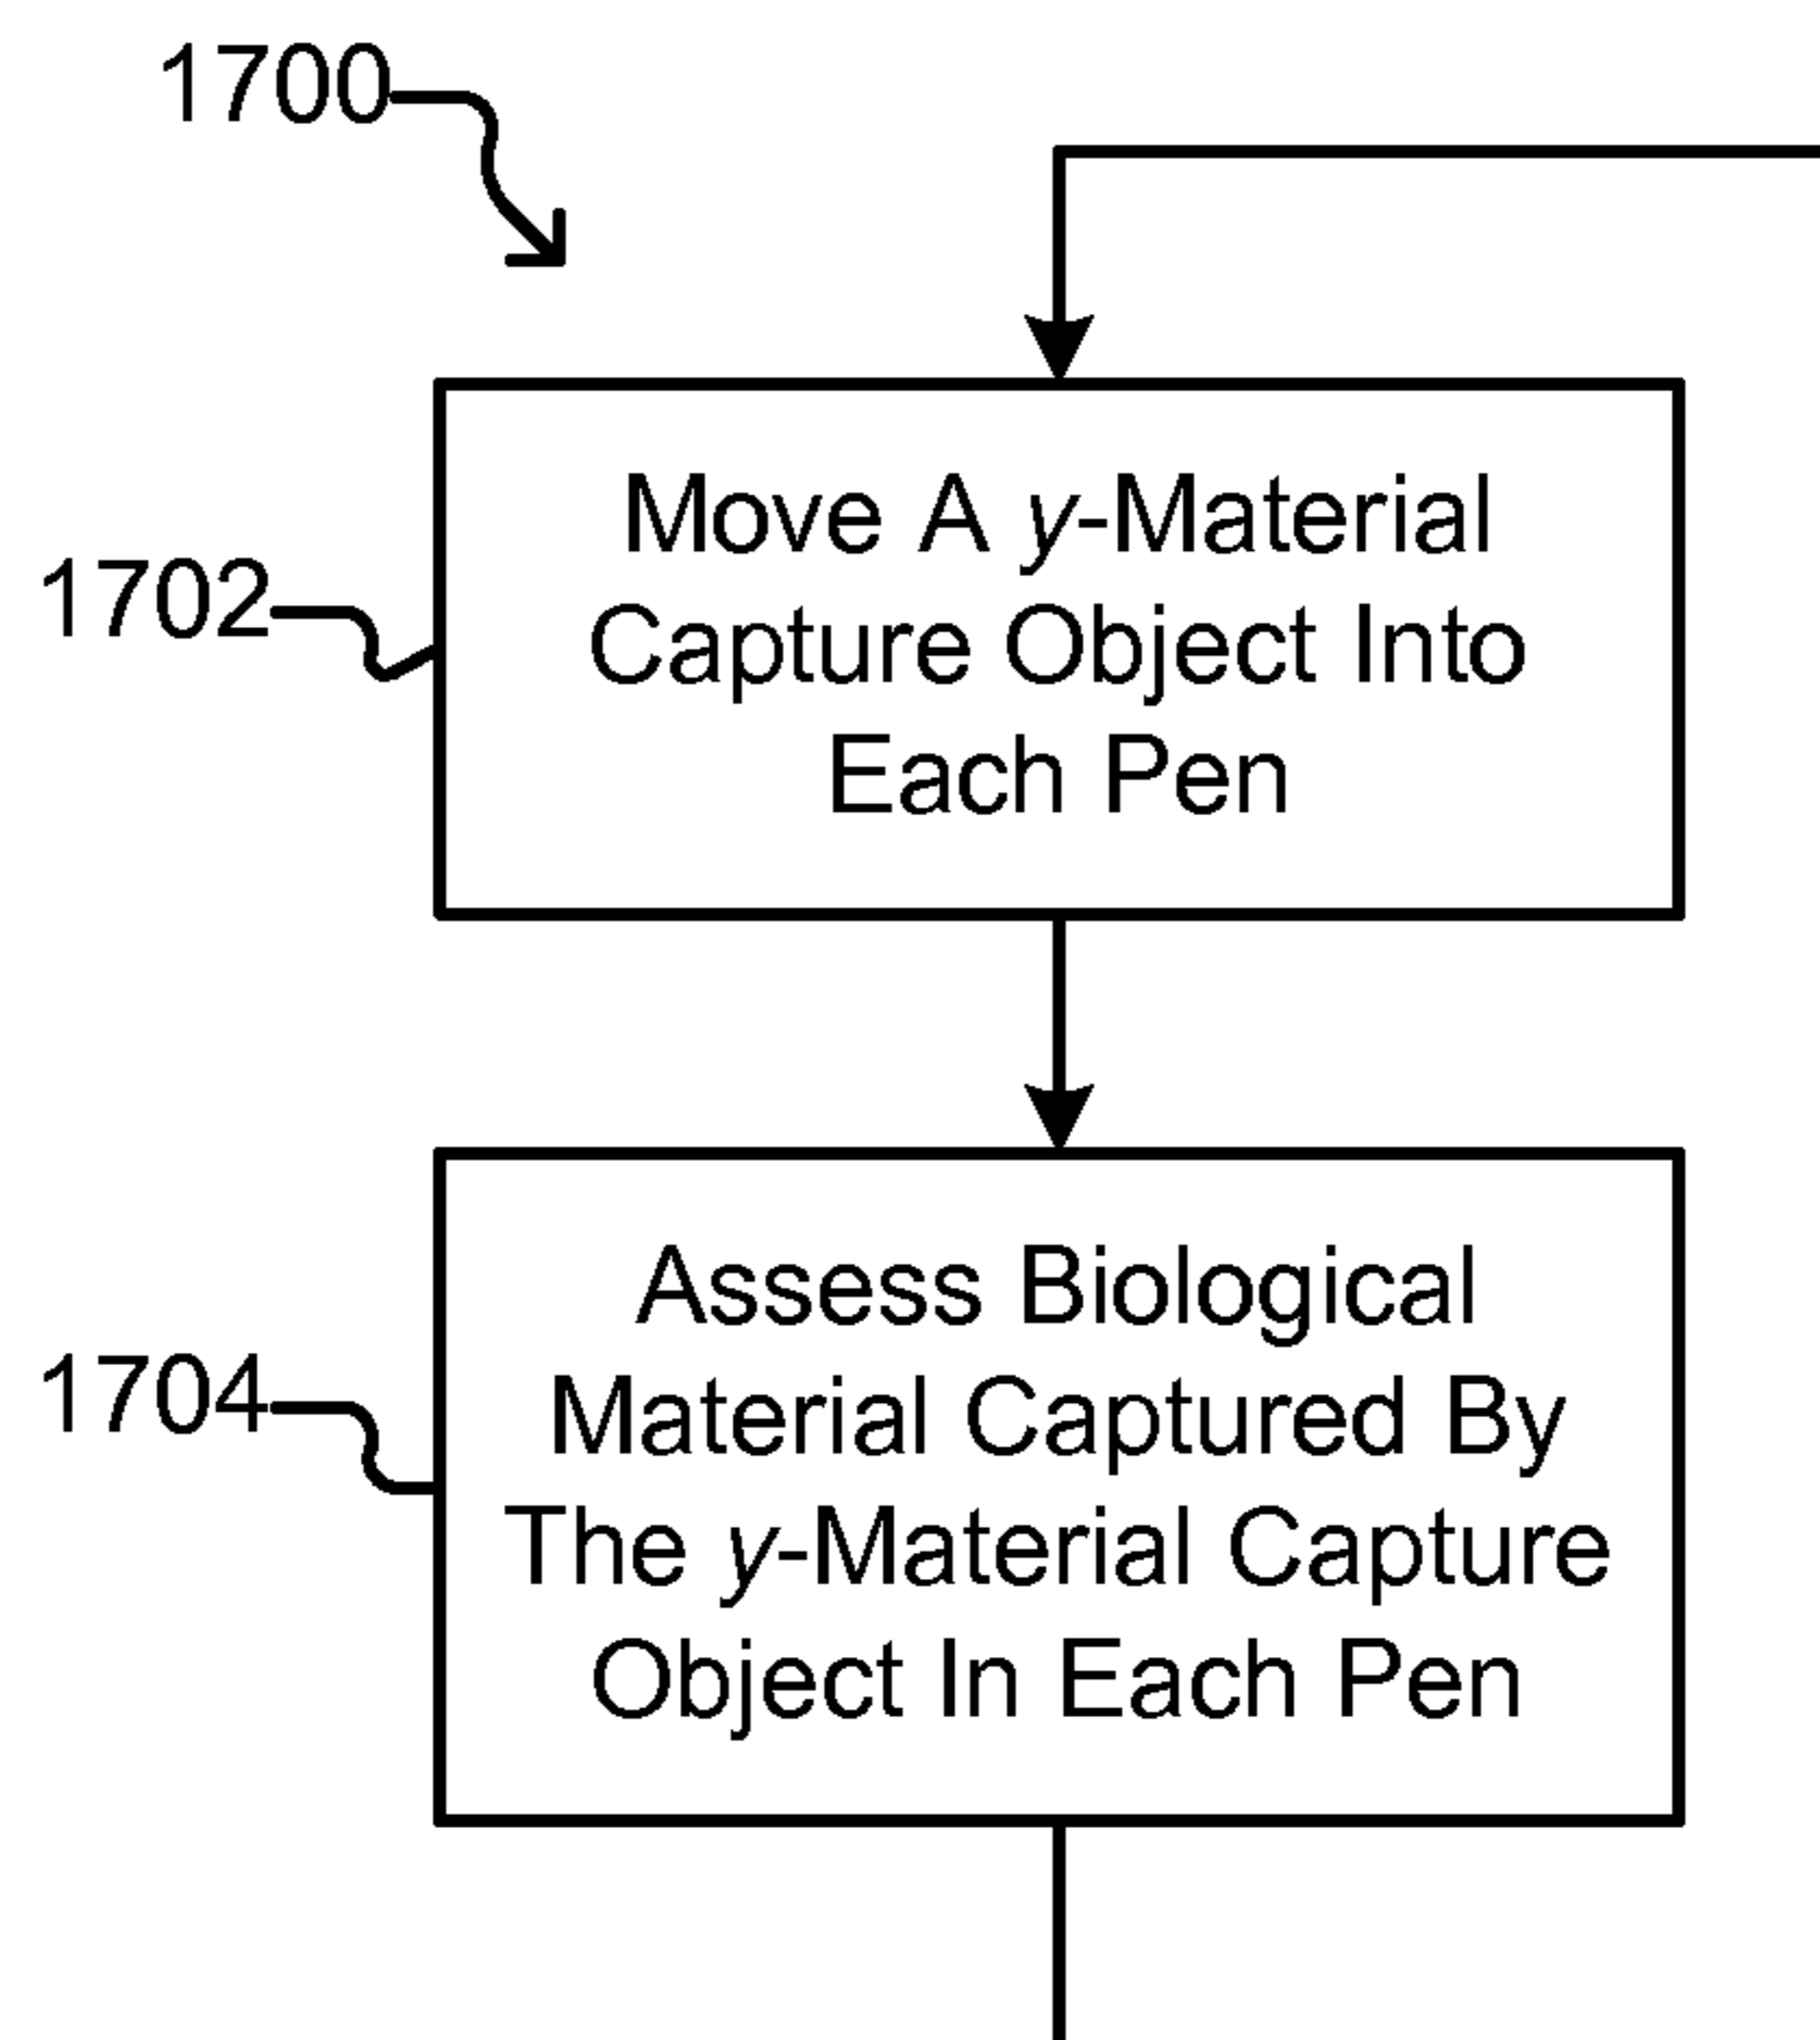 1700
1702
Move A y-Material
Capture Object Into
Each Pen
1704
Assess Biological
Material Captured By
The y-Material Capture
Object In Each Pen